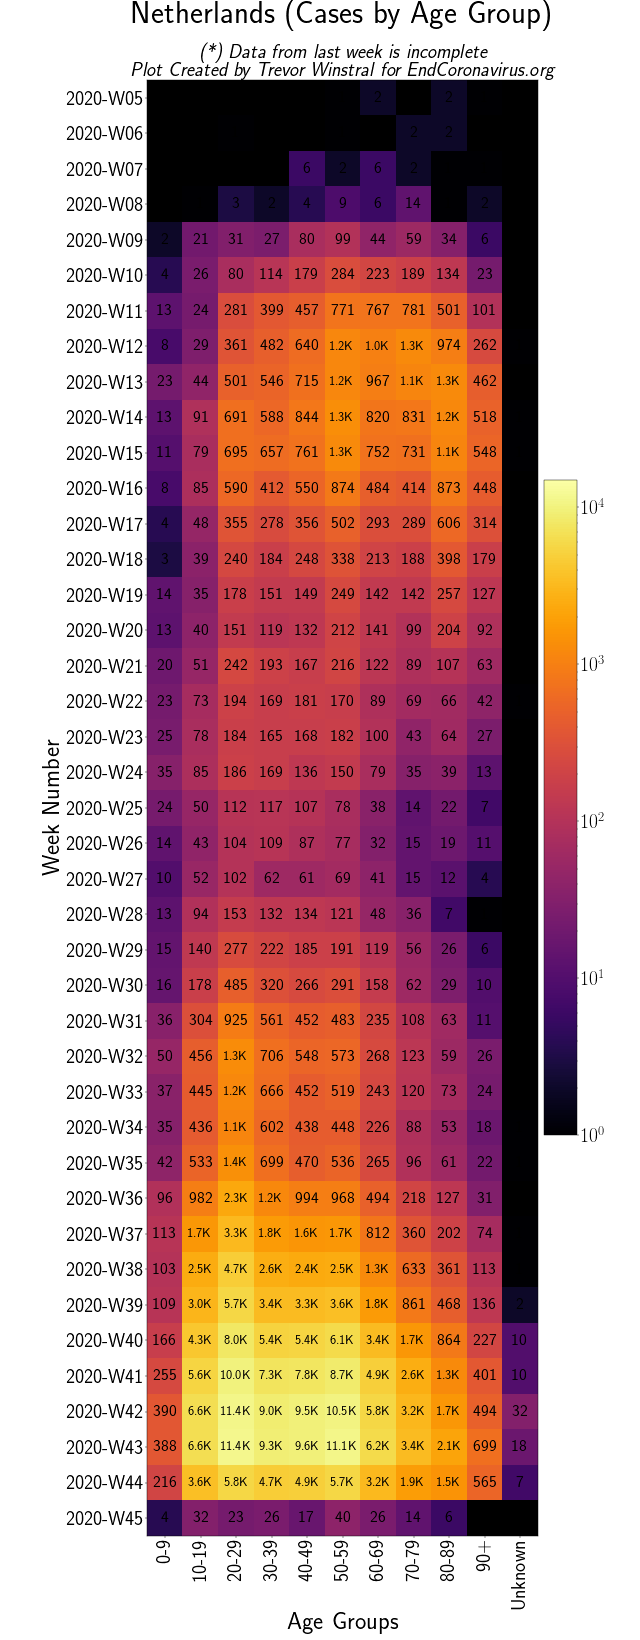 Netherlands (Cases by Age Group)
(*) Data from last week is incomplete
Plot Created by Trevor Winstral for EndCoronavirus.org
Week Number
2020-W05 2 2
2020-W06 2 2
2020-W07 6 2 6 2
2020-W08 3 2 4 9 6 14 2
2020-W09 2 21 31 27 80 99 44 59 34 6
2020-W10 4 26 80 114 179 284 223 189 134 23
2020-W11 13 24 281 399 457 771 767 781 501 101
2020-W12 8 29 361 482 640 1.2K 1.0K 1.3K 974 262
2020-W13 23 44 501 546 715 1.2K 967 1.1K 1.3K 462
2020-W14 13 91 691 588 844 1.3K 820 831 1.2K 518
2020-W15 11 79 695 657 761 1.3K 752 731 1.1K 548
2020-W16 8 85 590 412 550 874 484 414 873 448
2020-W17 4 48 355 278 356 502 293 289 606 314
2020-W18 3 39 240 184 248 338 213 188 398 179
2020-W19 14 35 178 151 149 249 142 142 257 127
2020-W20 13 40 151 119 132 212 141 99 204 92
2020-W21 20 51 242 193 167 216 122 89 107 63
2020-W22 23 73 194 169 181 170 89 69 66 42
2020-W23 25 78 184 165 168 182 100 43 64 27
2020-W24 35 85 186 169 136 150 79 35 39 13
2020-W25 24 50 112 117 107 78 38 14 22 7
2020-W26 14 43 104 109 87 77 32 15 19 11
2020-W27 10 52 102 62 61 69 41 15 12 4
2020-W28 13 94 153 132 134 121 48 36 7
2020-W29 15 140 277 222 185 191 119 56 26 6
2020-W30 16 178 485 320 266 291 158 62 29 10
2020-W31 36 304 925 561 452 483 235 108 63 11
2020-W32 50 456 1.3K 706 548 573 268 123 59 26
2020-W33 37 445 1.2K 666 452 519 243 120 73 24
2020-W34 35 436 1.1K 602 438 448 226 88 53 18
2020-W35 42 533 1.4K 699 470 536 265 96 61 22
2020-W36 96 982 2.3K 1.2K 994 968 494 218 127 31
2020-W37 113 1.7K 3.3K 1.8K 1.6K 1.7K 812 360 202 74
2020-W38 103 2.5K 4.7K 2.6K 2.4K 2.5K 1.3K 633 361 113
2020-W39 109 3.0K 5.7K 3.4K 3.3K 3.6K 1.8K 861 468 136 2
2020-W40 166 4.3K 8.0K 5.4K 5.4K 6.1K 3.4K 1.7K 864 227 10
2020-W41 255 5.6K 10.0K 7.3K 7.8K 8.7K 4.9K 2.6K 1.3K 401 10
2020-W42 390 6.6K 11.4K 9.0K 9.5K 10.5K 5.8K 3.2K 1.7K 494 32
2020-W43 388 6.6K 11.4K 9.3K 9.6K 11.1K 6.2K 3.4K 2.1K 699 18
2020-W44 216 3.6K 5.8K 4.7K 4.9K 5.7K 3.2K 1.9K 1.5K 565 7
2020-W45 4 32 23 26 17 40 26 14 6
0-9 10-19 20-29 30-39 40-49 50-59 60-69 70-79 80-89 90+ Unknown
Age Groups
10⁴
10³
10²
10¹
10⁰